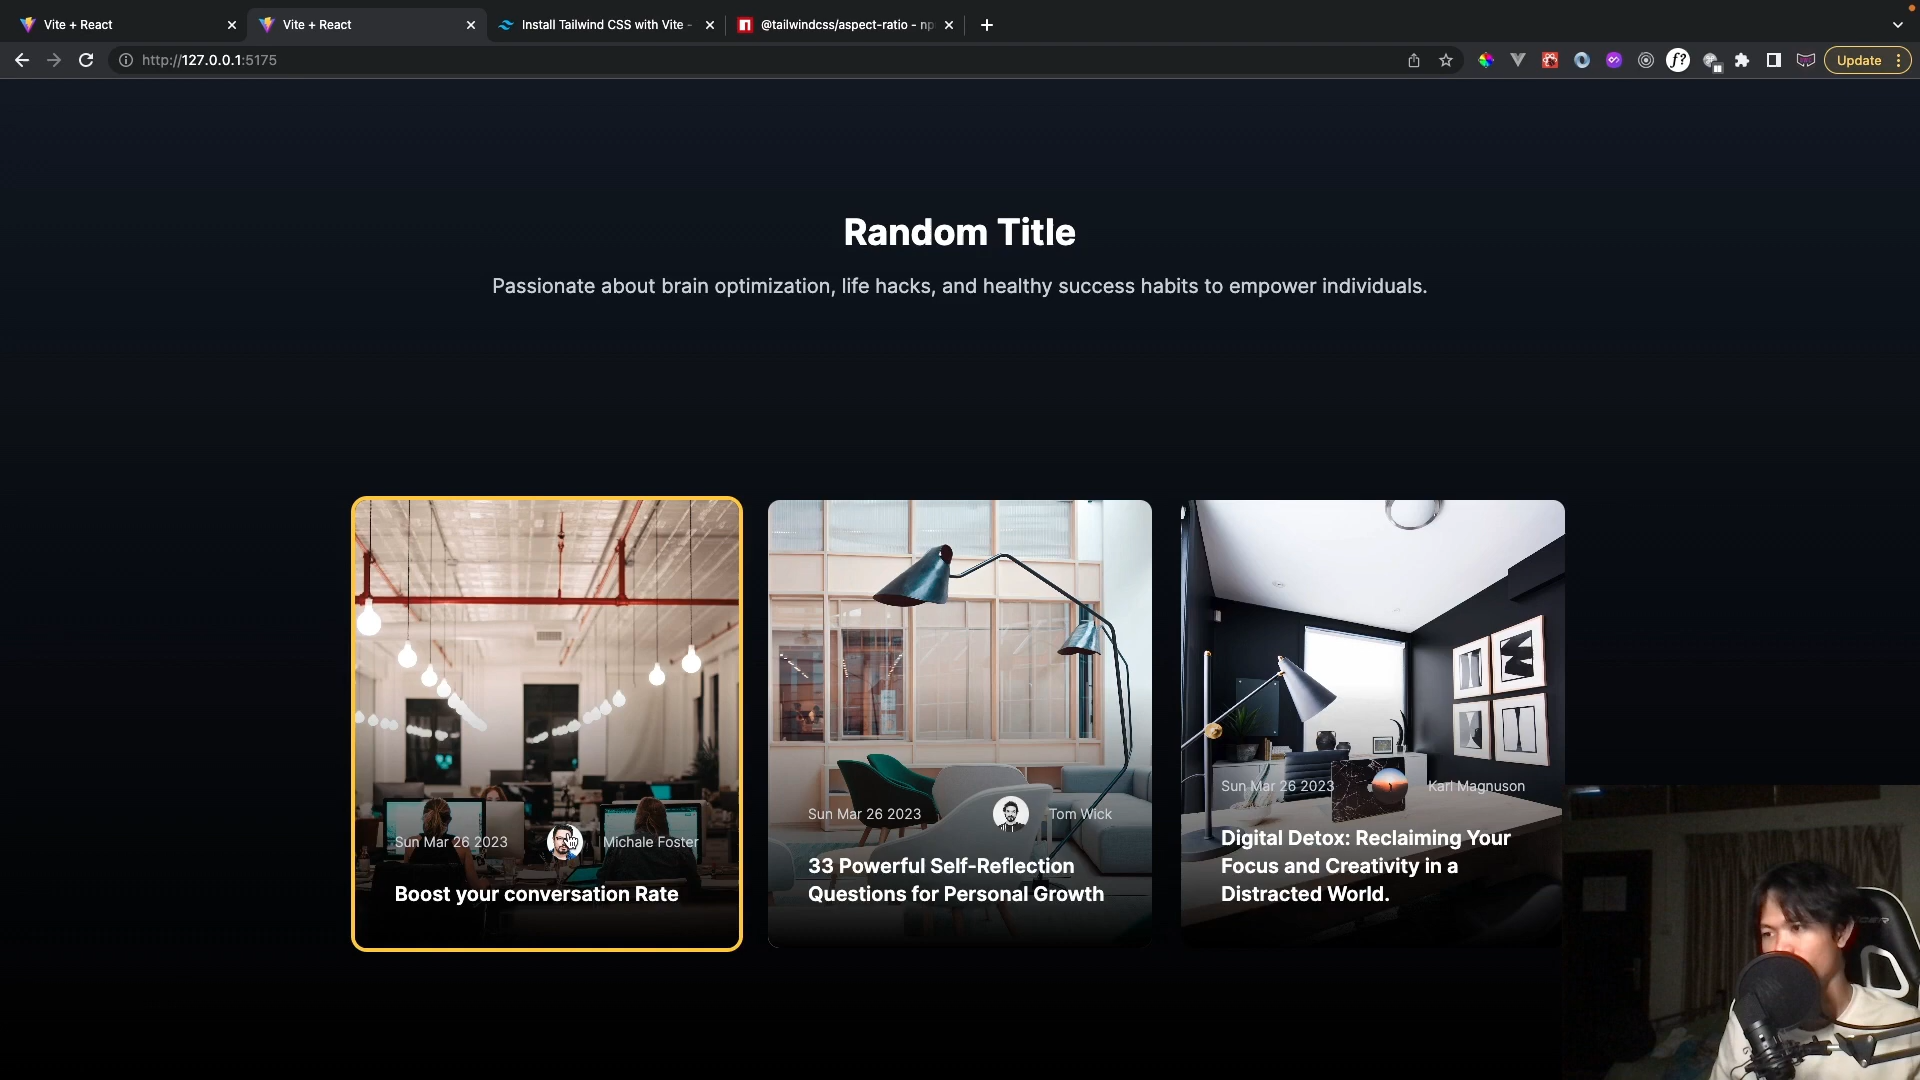 Vite + React
Vite + React
Install Tailwind CSS with Vite -
@tailwindcss/aspect-ratio - np
http://127.0.0.1:5175
f?
Update
Random Title
Passionate about brain optimization, life hacks, and healthy success habits to empower individuals.
Sun Mar 26 2023
Michale Foster
Boost your conversation Rate
Sun Mar 26 2023
Tom Wick
33 Powerful Self-Reflection
Questions for Personal Growth
Sun Mar 26 2023
Karl Magnuson
Digital Detox: Reclaiming Your
Focus and Creativity in a
Distracted World.